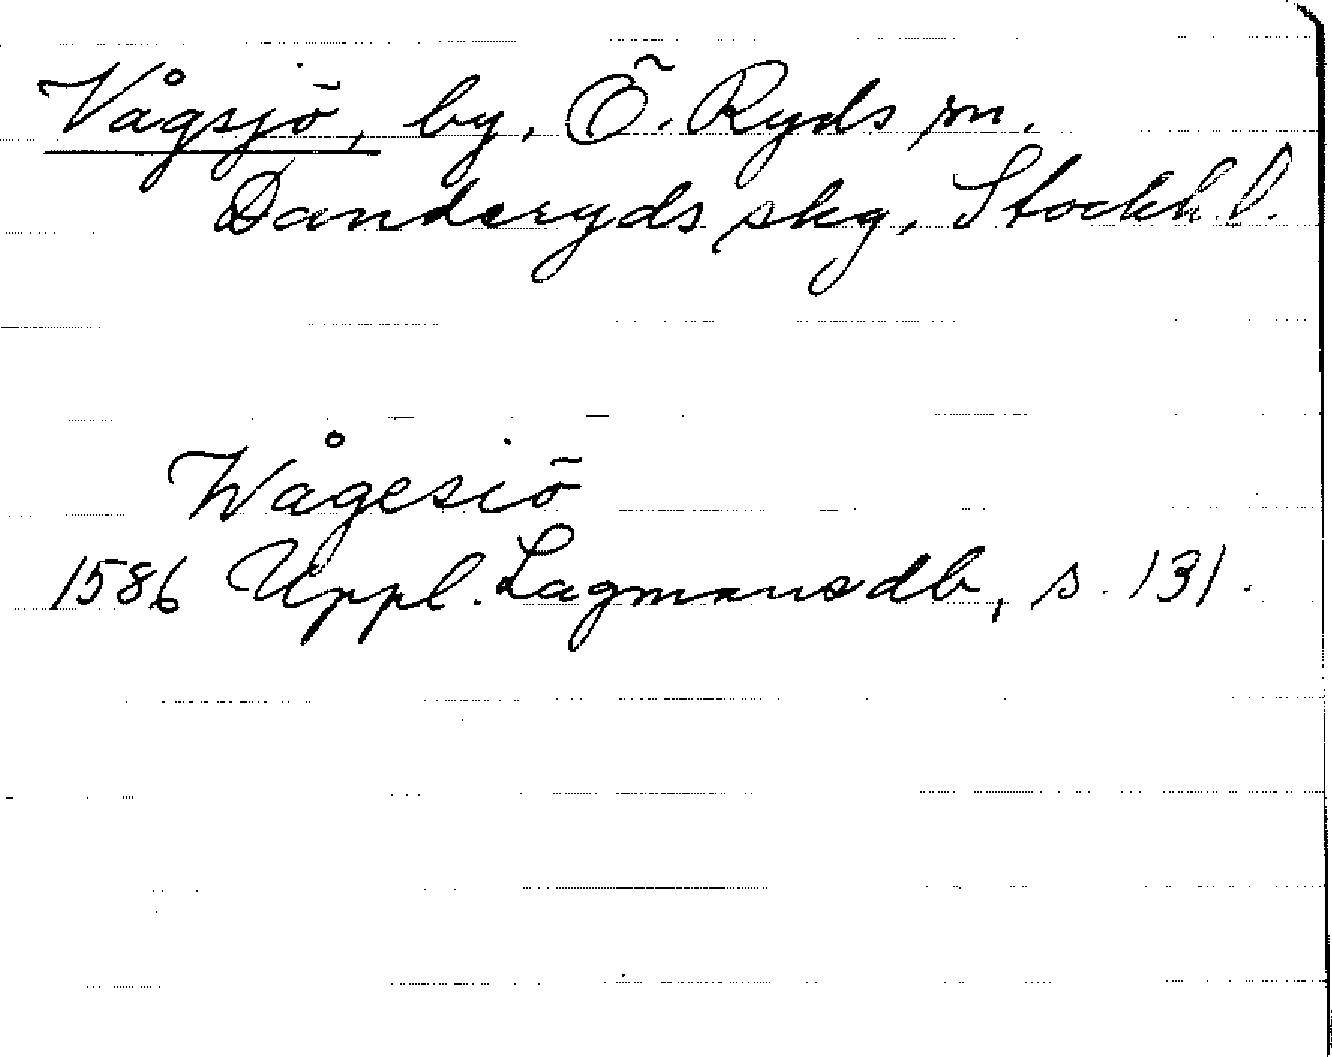 Vågsjö, by, Ö. Ryds sn.
Danderyds skg, Stockh. l.
Wågesiö
1586 Uppl. Lagmansdb, s. 131.